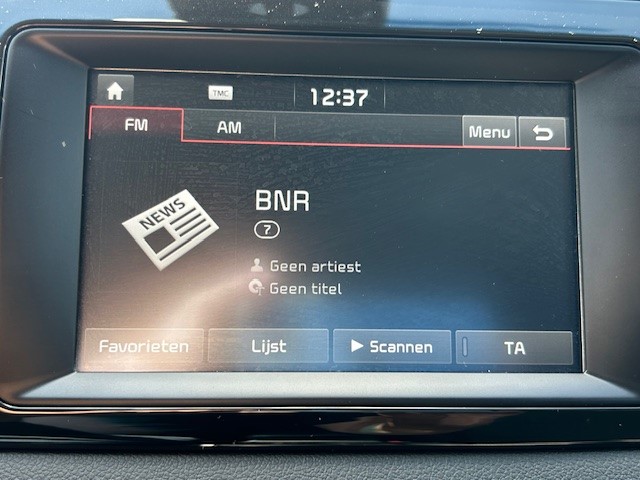 TMC
12:37
FM
AM
Menu
NEWS
BNR
7
Geen artiest
Geen titel
Favorieten
Lijst
Scannen
TA